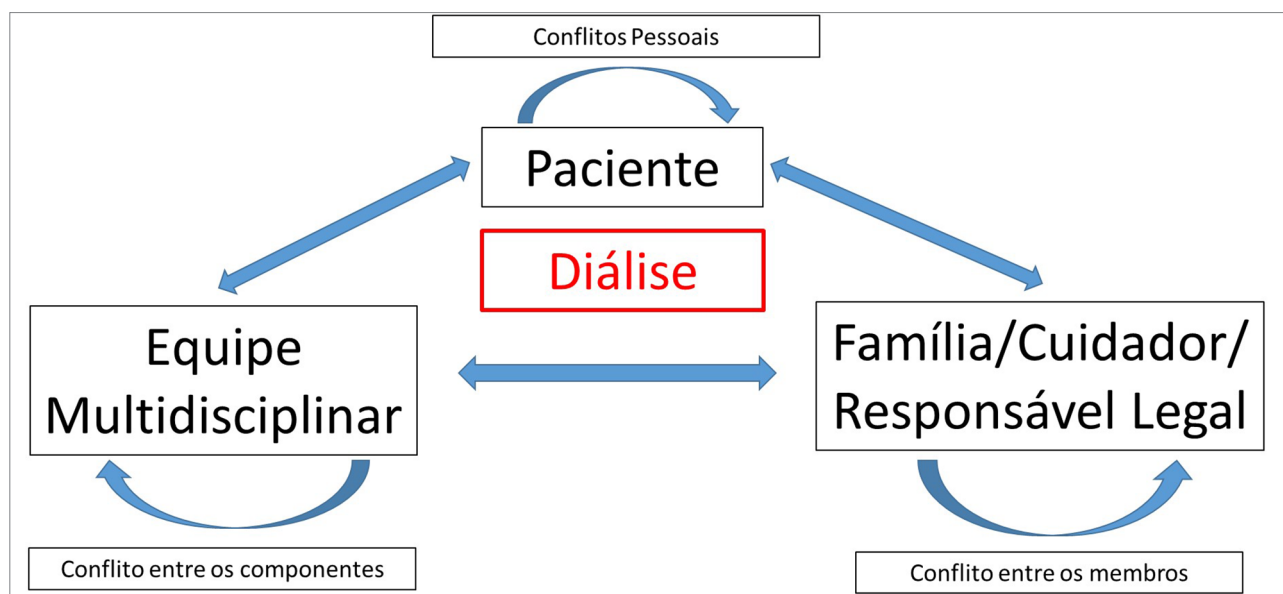 Conflitos Pessoais
Paciente
Diálise
Equipe
Multidisciplinar
Família/Cuidador/
Responsável Legal
Conflito entre os componentes
Conflito entre os membros